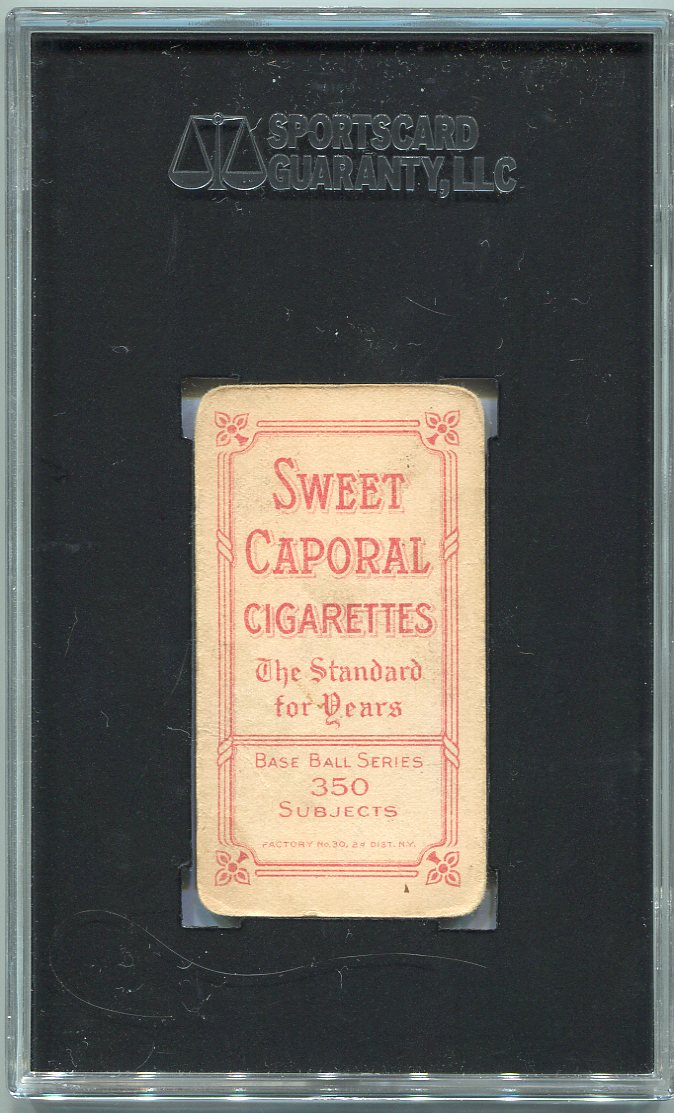 SPORTSCARD
GUARANTY, LLC
SWEET
CAPORAL
CIGARETTES
The Standard
for Years
BASE BALL SERIES
350
SUBJECTS
FACTORY No. 30, 2d DIST. N.Y.